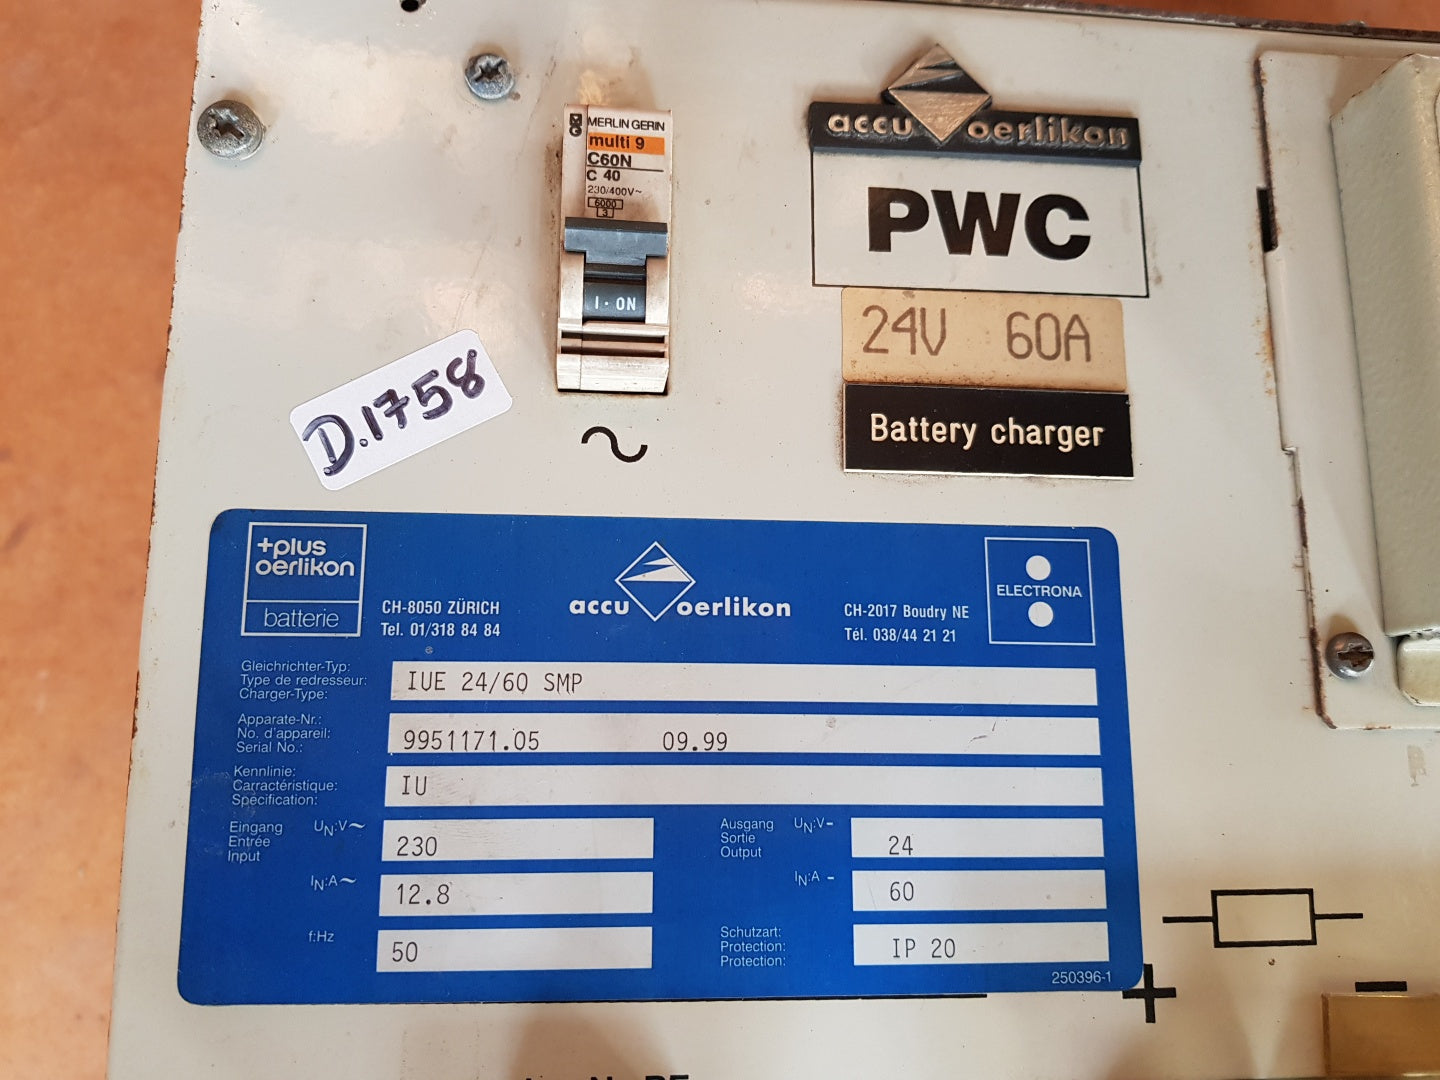 MERLIN GERIN
multi 9
C60N
C 40
230/400V~
6000
3
I · ON
accu oerlikon
PWC
24V 60A
Battery charger
D.1758
+plus
oerlikon
batterie
CH-8050 ZÜRICH
Tel. 01/318 84 84
accu oerlikon
CH-2017 Boudry NE
Tél. 038/44 21 21
ELECTRONA
Gleichrichter-Typ:
Type de redresseur:
Charger-Type:
IUE 24/60 SMP
Apparate-Nr.:
No. d'appareil:
Serial No.:
9951171.05 09.99
Kennlinie:
Carractéristique:
Spécification:
IU
Eingang
Entrée
Input
UN:V~
230
IN:A~
12.8
f:Hz
50
Ausgang
Sortie
Output
UN:V-
24
IN:A -
60
Schutzart:
Protection:
Protection:
IP 20
250396-1
+
-